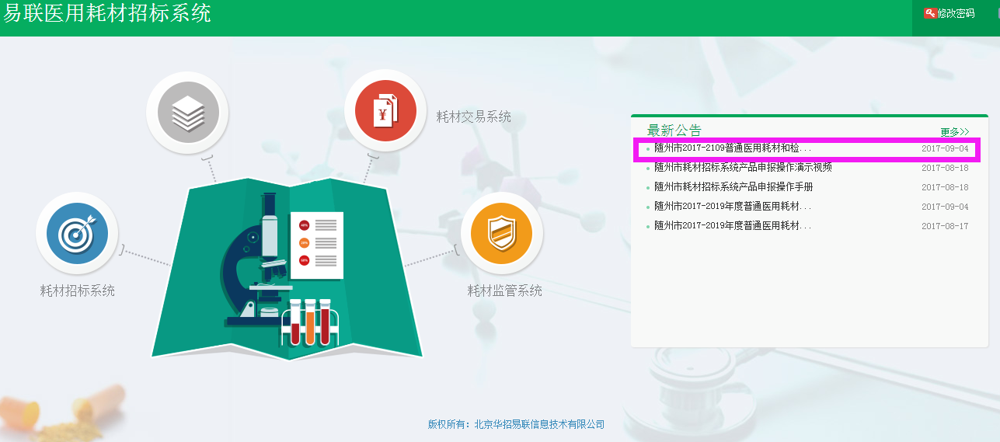 易联医用耗材招标系统
修改密码
耗材交易系统
最新公告
更多>>
随州市2017-2109普通医用耗材和检... 2017-09-04
随州市耗材招标系统产品申报操作演示视频 2017-08-18
随州市耗材招标系统产品申报操作手册 2017-08-18
随州市2017-2019年度普通医用耗材... 2017-09-04
随州市2017-2019年度普通医用耗材... 2017-08-17
¥
耗材招标系统
耗材监管系统
版权所有：北京华招易联信息技术有限公司